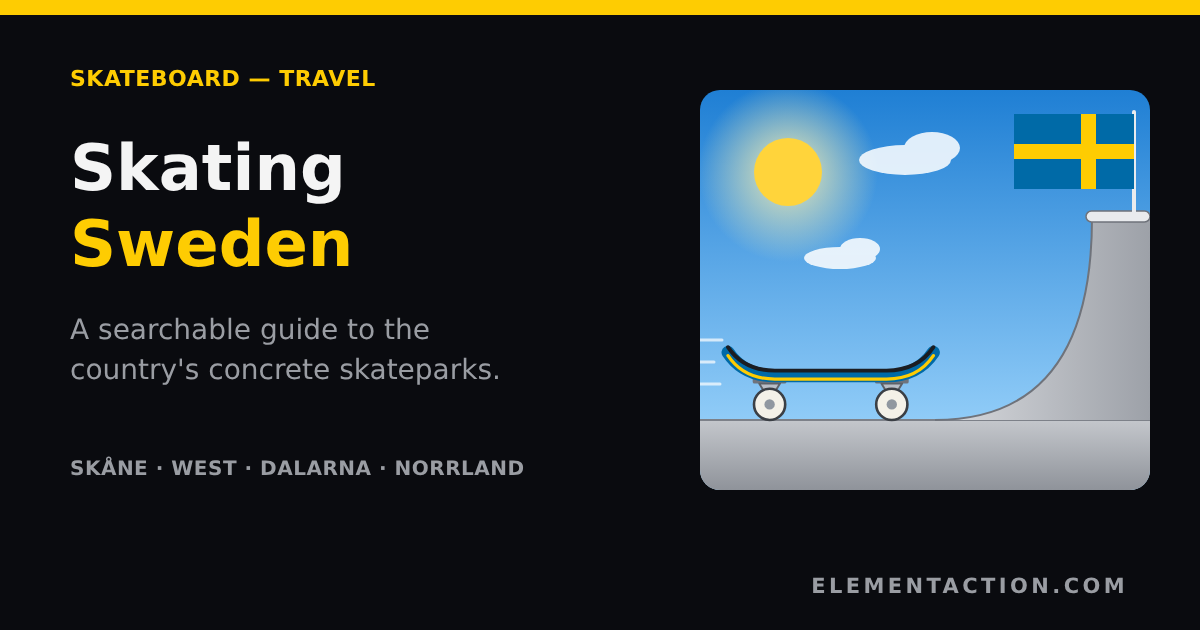 SKATEBOARD — TRAVEL
Skating
Sweden
A searchable guide to the
country's concrete skateparks.
SKÅNE · WEST · DALARNA · NORRLAND
ELEMENTACTION.COM